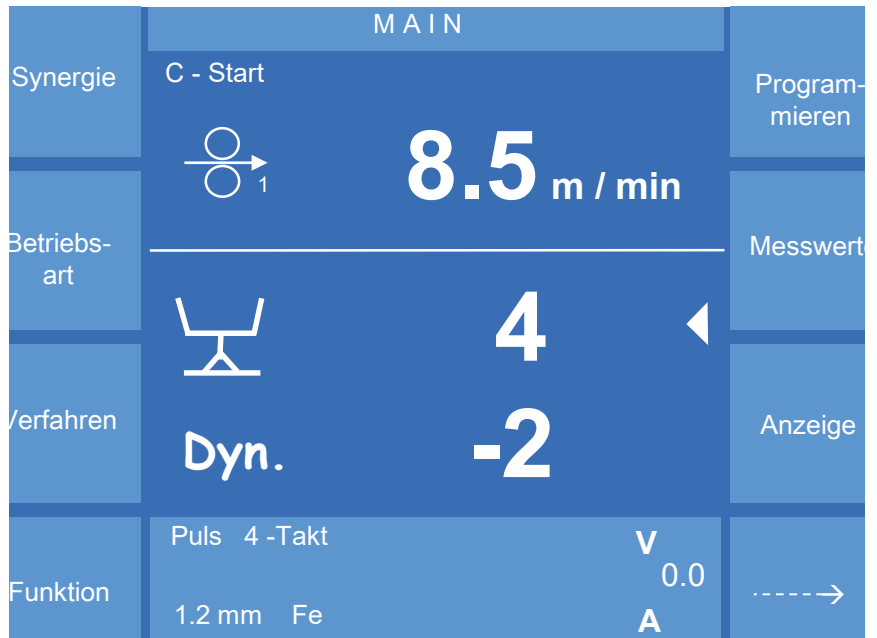 MAIN
Synergie
C - Start
Program-
mieren
1
8.5 m / min
Betriebs-
art
Messwerte
4
Verfahren
Dyn.
-2
Anzeige
Puls 4 -Takt
V
0.0
Funktion
1.2 mm Fe
A